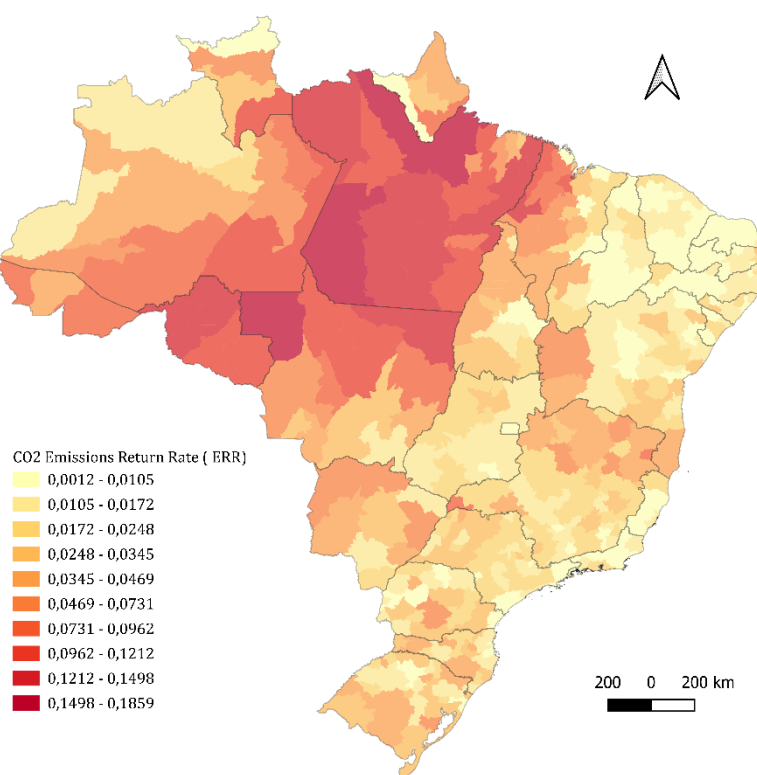 CO2 Emissions Return Rate ( ERR)
0,0012 - 0,0105
0,0105 - 0,0172
0,0172 - 0,0248
0,0248 - 0,0345
0,0345 - 0,0469
0,0469 - 0,0731
0,0731 - 0,0962
0,0962 - 0,1212
0,1212 - 0,1498
0,1498 - 0,1859
200 0 200 km